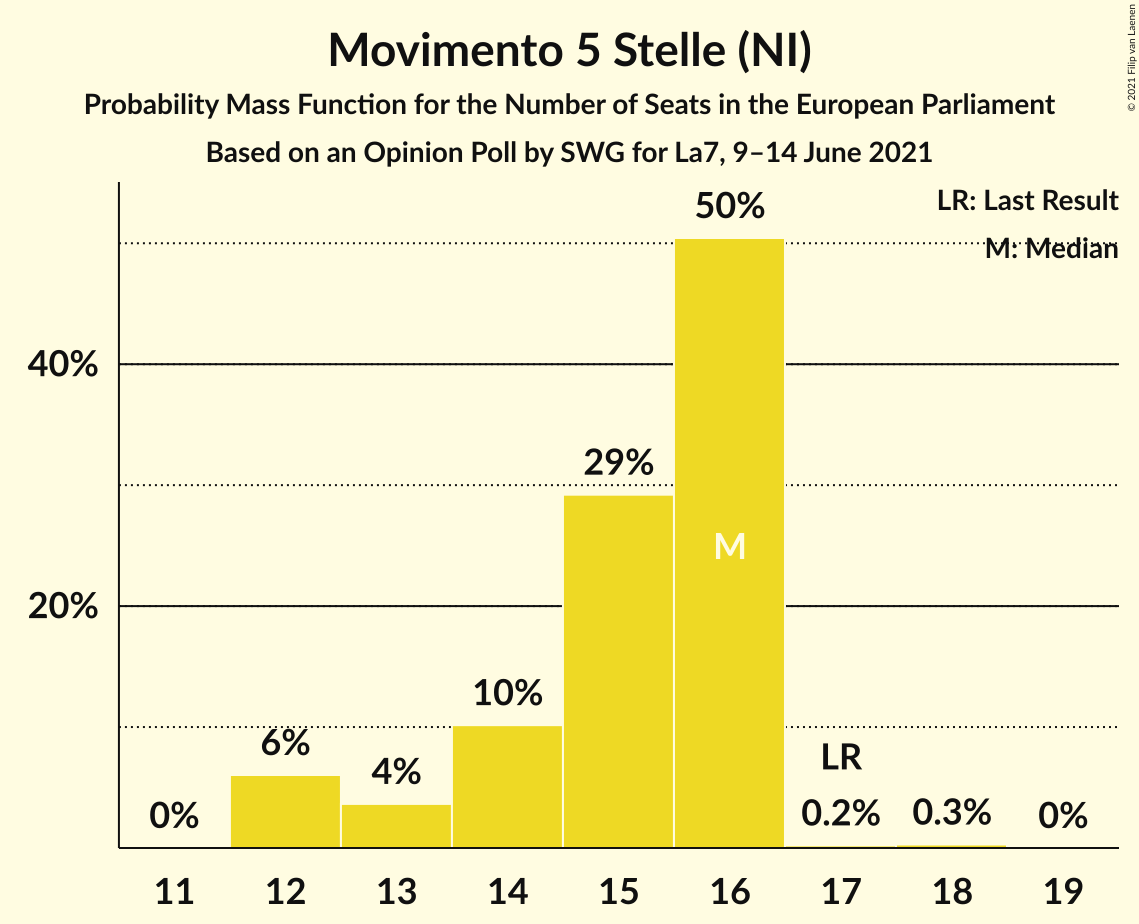 Movimento 5 Stelle (NI)
Probability Mass Function for the Number of Seats in the European Parliament
Based on an Opinion Poll by SWG for La7, 9–14 June 2021
© 2021 Filip van Laenen
LR: Last Result
M: Median
50%
40%
29%
M
20%
10%
6%
4%
LR
0%
0.2%
0.3%
0%
11 12 13 14 15 16 17 18 19